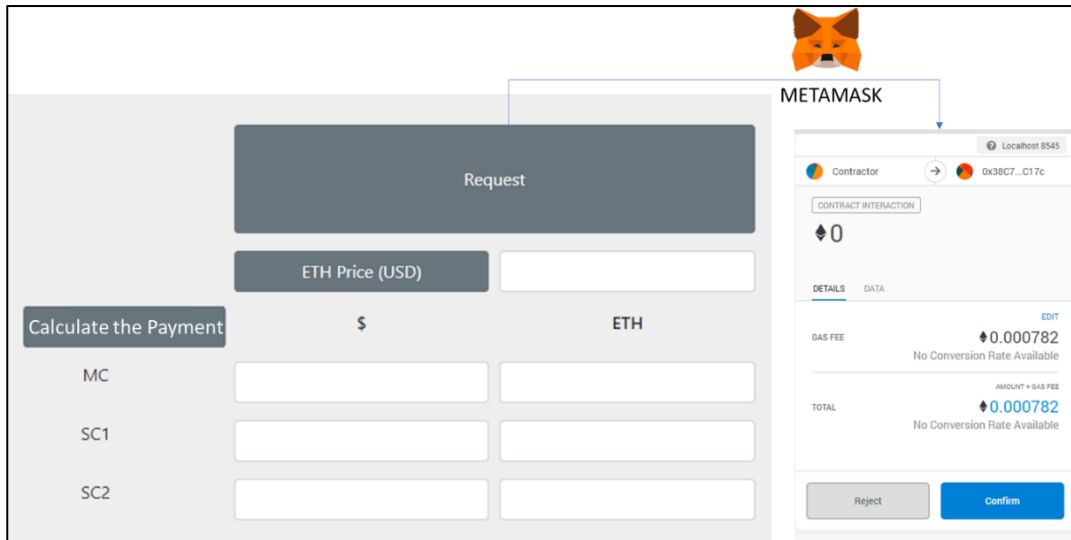 METAMASK
Request
ETH Price (USD)
Calculate the Payment
$
ETH
MC
SC1
SC2
Localhost 8545
Contractor
0x38C7...C17c
CONTRACT INTERACTION
0
DETAILS DATA
EDIT
GAS FEE
0.000782
No Conversion Rate Available
AMOUNT + GAS FEE
TOTAL
0.000782
No Conversion Rate Available
Reject
Confirm